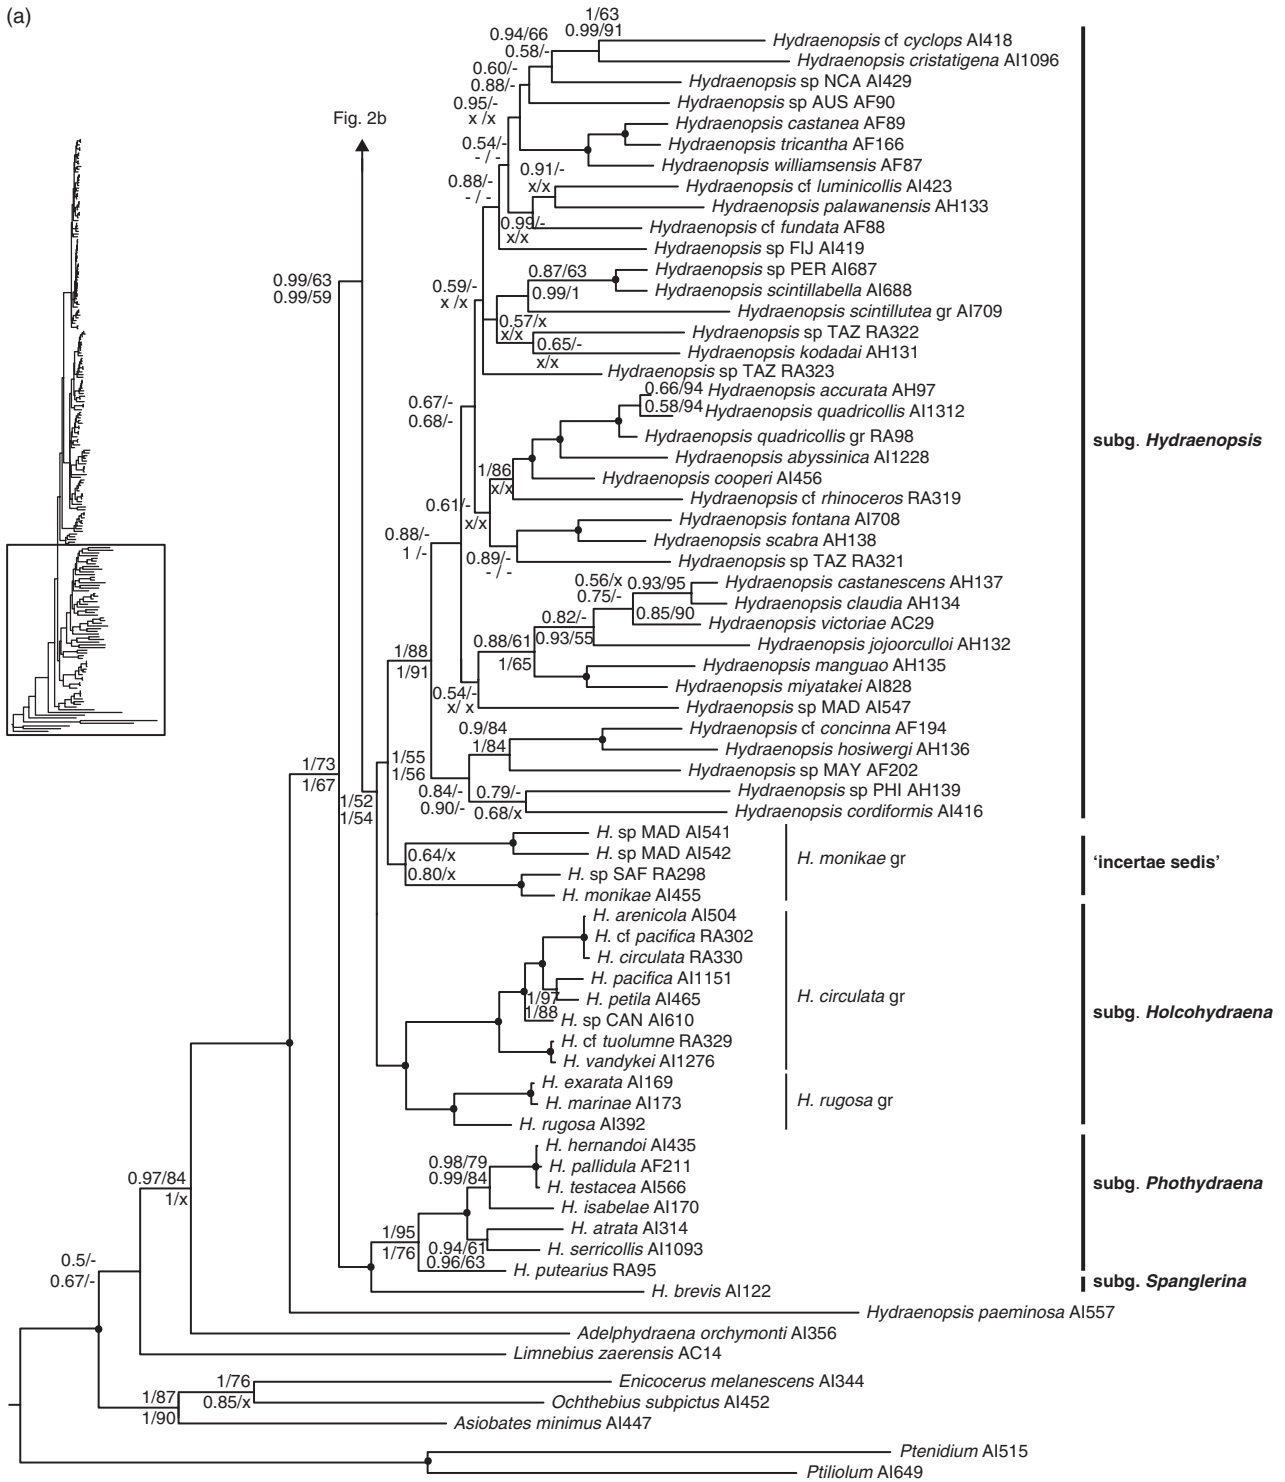 (a)
1/63
0.99/91
0.94/66
0.58/-
Hydraenopsis cf cyclops AI418
Hydraenopsis cristatigena AI1096
0.60/-
0.88/-
Hydraenopsis sp NCA AI429
0.95/-
x /x
Hydraenopsis sp AUS AF90
Fig. 2b
Hydraenopsis castanea AF89
0.54/-
- / -
Hydraenopsis tricantha AF166
Hydraenopsis williamsensis AF87
0.91/-
x/x
0.88/-
- / -
Hydraenopsis cf luminicollis AI423
Hydraenopsis palawanensis AH133
0.99/-
x/x
Hydraenopsis cf fundata AF88
Hydraenopsis sp FIJ AI419
0.99/63
0.99/59
0.87/63
0.99/1
Hydraenopsis sp PER AI687
0.59/-
x /x
Hydraenopsis scintillabella AI688
Hydraenopsis scintillutea gr AI709
0.57/x
x/x
Hydraenopsis sp TAZ RA322
0.65/-
x/x
Hydraenopsis kodadai AH131
Hydraenopsis sp TAZ RA323
0.66/94
0.58/94
Hydraenopsis accurata AH97
0.67/-
0.68/-
Hydraenopsis quadricollis AI1312
Hydraenopsis quadricollis gr RA98
subg. Hydraenopsis
Hydraenopsis abyssinica AI1228
1/86
x/x
Hydraenopsis cooperi AI456
Hydraenopsis cf rhinoceros RA319
0.61/-
x/x
Hydraenopsis fontana AI708
0.88/-
1 /-
Hydraenopsis scabra AH138
0.89/-
- / -
Hydraenopsis sp TAZ RA321
0.56/x
0.75/-
0.93/95
Hydraenopsis castanescens AH137
Hydraenopsis claudia AH134
0.85/90
0.82/-
0.93/55
Hydraenopsis victoriae AC29
0.88/61
1/65
Hydraenopsis jojoorculloi AH132
1/88
1/91
Hydraenopsis manguao AH135
Hydraenopsis miyatakei AI828
0.54/-
x/ x
Hydraenopsis sp MAD AI547
0.9/84
1/84
Hydraenopsis cf concinna AF194
Hydraenopsis hosiwergi AH136
1/55
1/56
Hydraenopsis sp MAY AF202
1/73
1/67
0.84/-
0.90/-
0.79/-
0.68/x
Hydraenopsis sp PHI AH139
1/52
1/54
Hydraenopsis cordiformis AI416
H. sp MAD AI541
0.64/x
0.80/x
H. sp MAD AI542
H. monikae gr
'incertae sedis'
H. sp SAF RA298
H. monikae AI455
H. arenicola AI504
H. cf pacifica RA302
H. circulata RA330
H. pacifica AI1151
1/97
1/88
H. petila AI465
H. circulata gr
subg. Holcohydraena
H. sp CAN AI610
H. cf tuolumne RA329
H. vandykei AI1276
H. exarata AI169
H. marinae AI173
H. rugosa gr
H. rugosa AI392
H. hernandoi AI435
0.98/79
0.99/84
H. pallidula AF211
0.97/84
1/x
H. testacea AI566
subg. Phothydraena
H. isabelae AI170
1/95
1/76
H. atrata AI314
0.94/61
0.96/63
H. serricollis AI1093
0.5/-
0.67/-
H. putearius RA95
H. brevis AI122
subg. Spanglerina
Hydraenopsis paeminosa AI557
Adelphydraena orchymonti AI356
Limnebius zaerensis AC14
1/76
0.85/x
Enicocerus melanescens AI344
1/87
1/90
Ochthebius subpictus AI452
Asiobates minimus AI447
Ptenidium AI515
Ptiliolum AI649